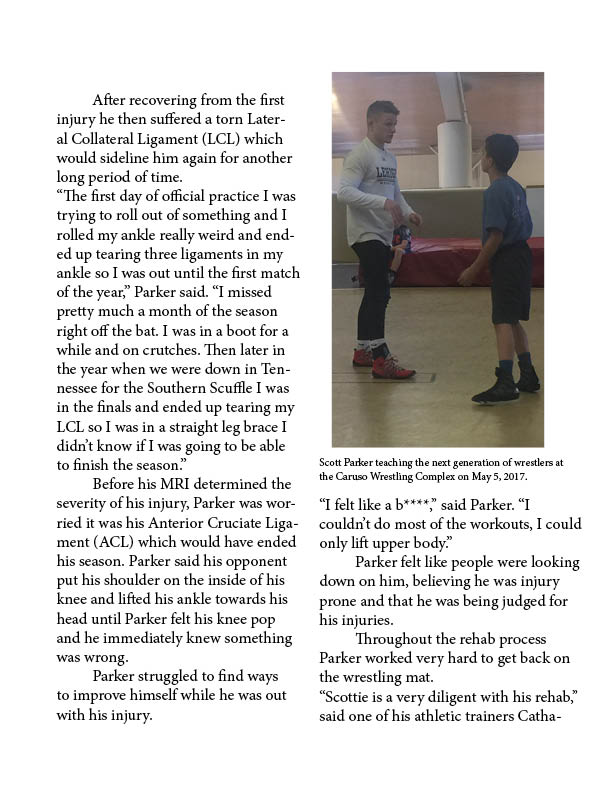 After recovering from the first
injury he then suffered a torn Later-
al Collateral Ligament (LCL) which
would sideline him again for another
long period of time.
“The first day of official practice I was
trying to roll out of something and I
rolled my ankle really weird and end-
ed up tearing three ligaments in my
ankle so I was out until the first match
of the year,” Parker said. “I missed
pretty much a month of the season
right off the bat. I was in a boot for a
while and on crutches. Then later in
the year when we were down in Ten-
nessee for the Southern Scuffle I was
in the finals and ended up tearing my
LCL so I was in a straight leg brace I
didn’t know if I was going to be able
to finish the season.”
Before his MRI determined the
severity of his injury, Parker was wor-
ried it was his Anterior Cruciate Liga-
ment (ACL) which would have ended
his season. Parker said his opponent
put his shoulder on the inside of his
knee and lifted his ankle towards his
head until Parker felt his knee pop
and he immediately knew something
was wrong.
Parker struggled to find ways
to improve himself while he was out
with his injury.
LEHIGH
Scott Parker teaching the next generation of wrestlers at
the Caruso Wrestling Complex on May 5, 2017.
“I felt like a b****,” said Parker. “I
couldn’t do most of the workouts, I could
only lift upper body.”
Parker felt like people were looking
down on him, believing he was injury
prone and that he was being judged for
his injuries.
Throughout the rehab process
Parker worked very hard to get back on
the wrestling mat.
“Scottie is a very diligent with his rehab,”
said one of his athletic trainers Catha-